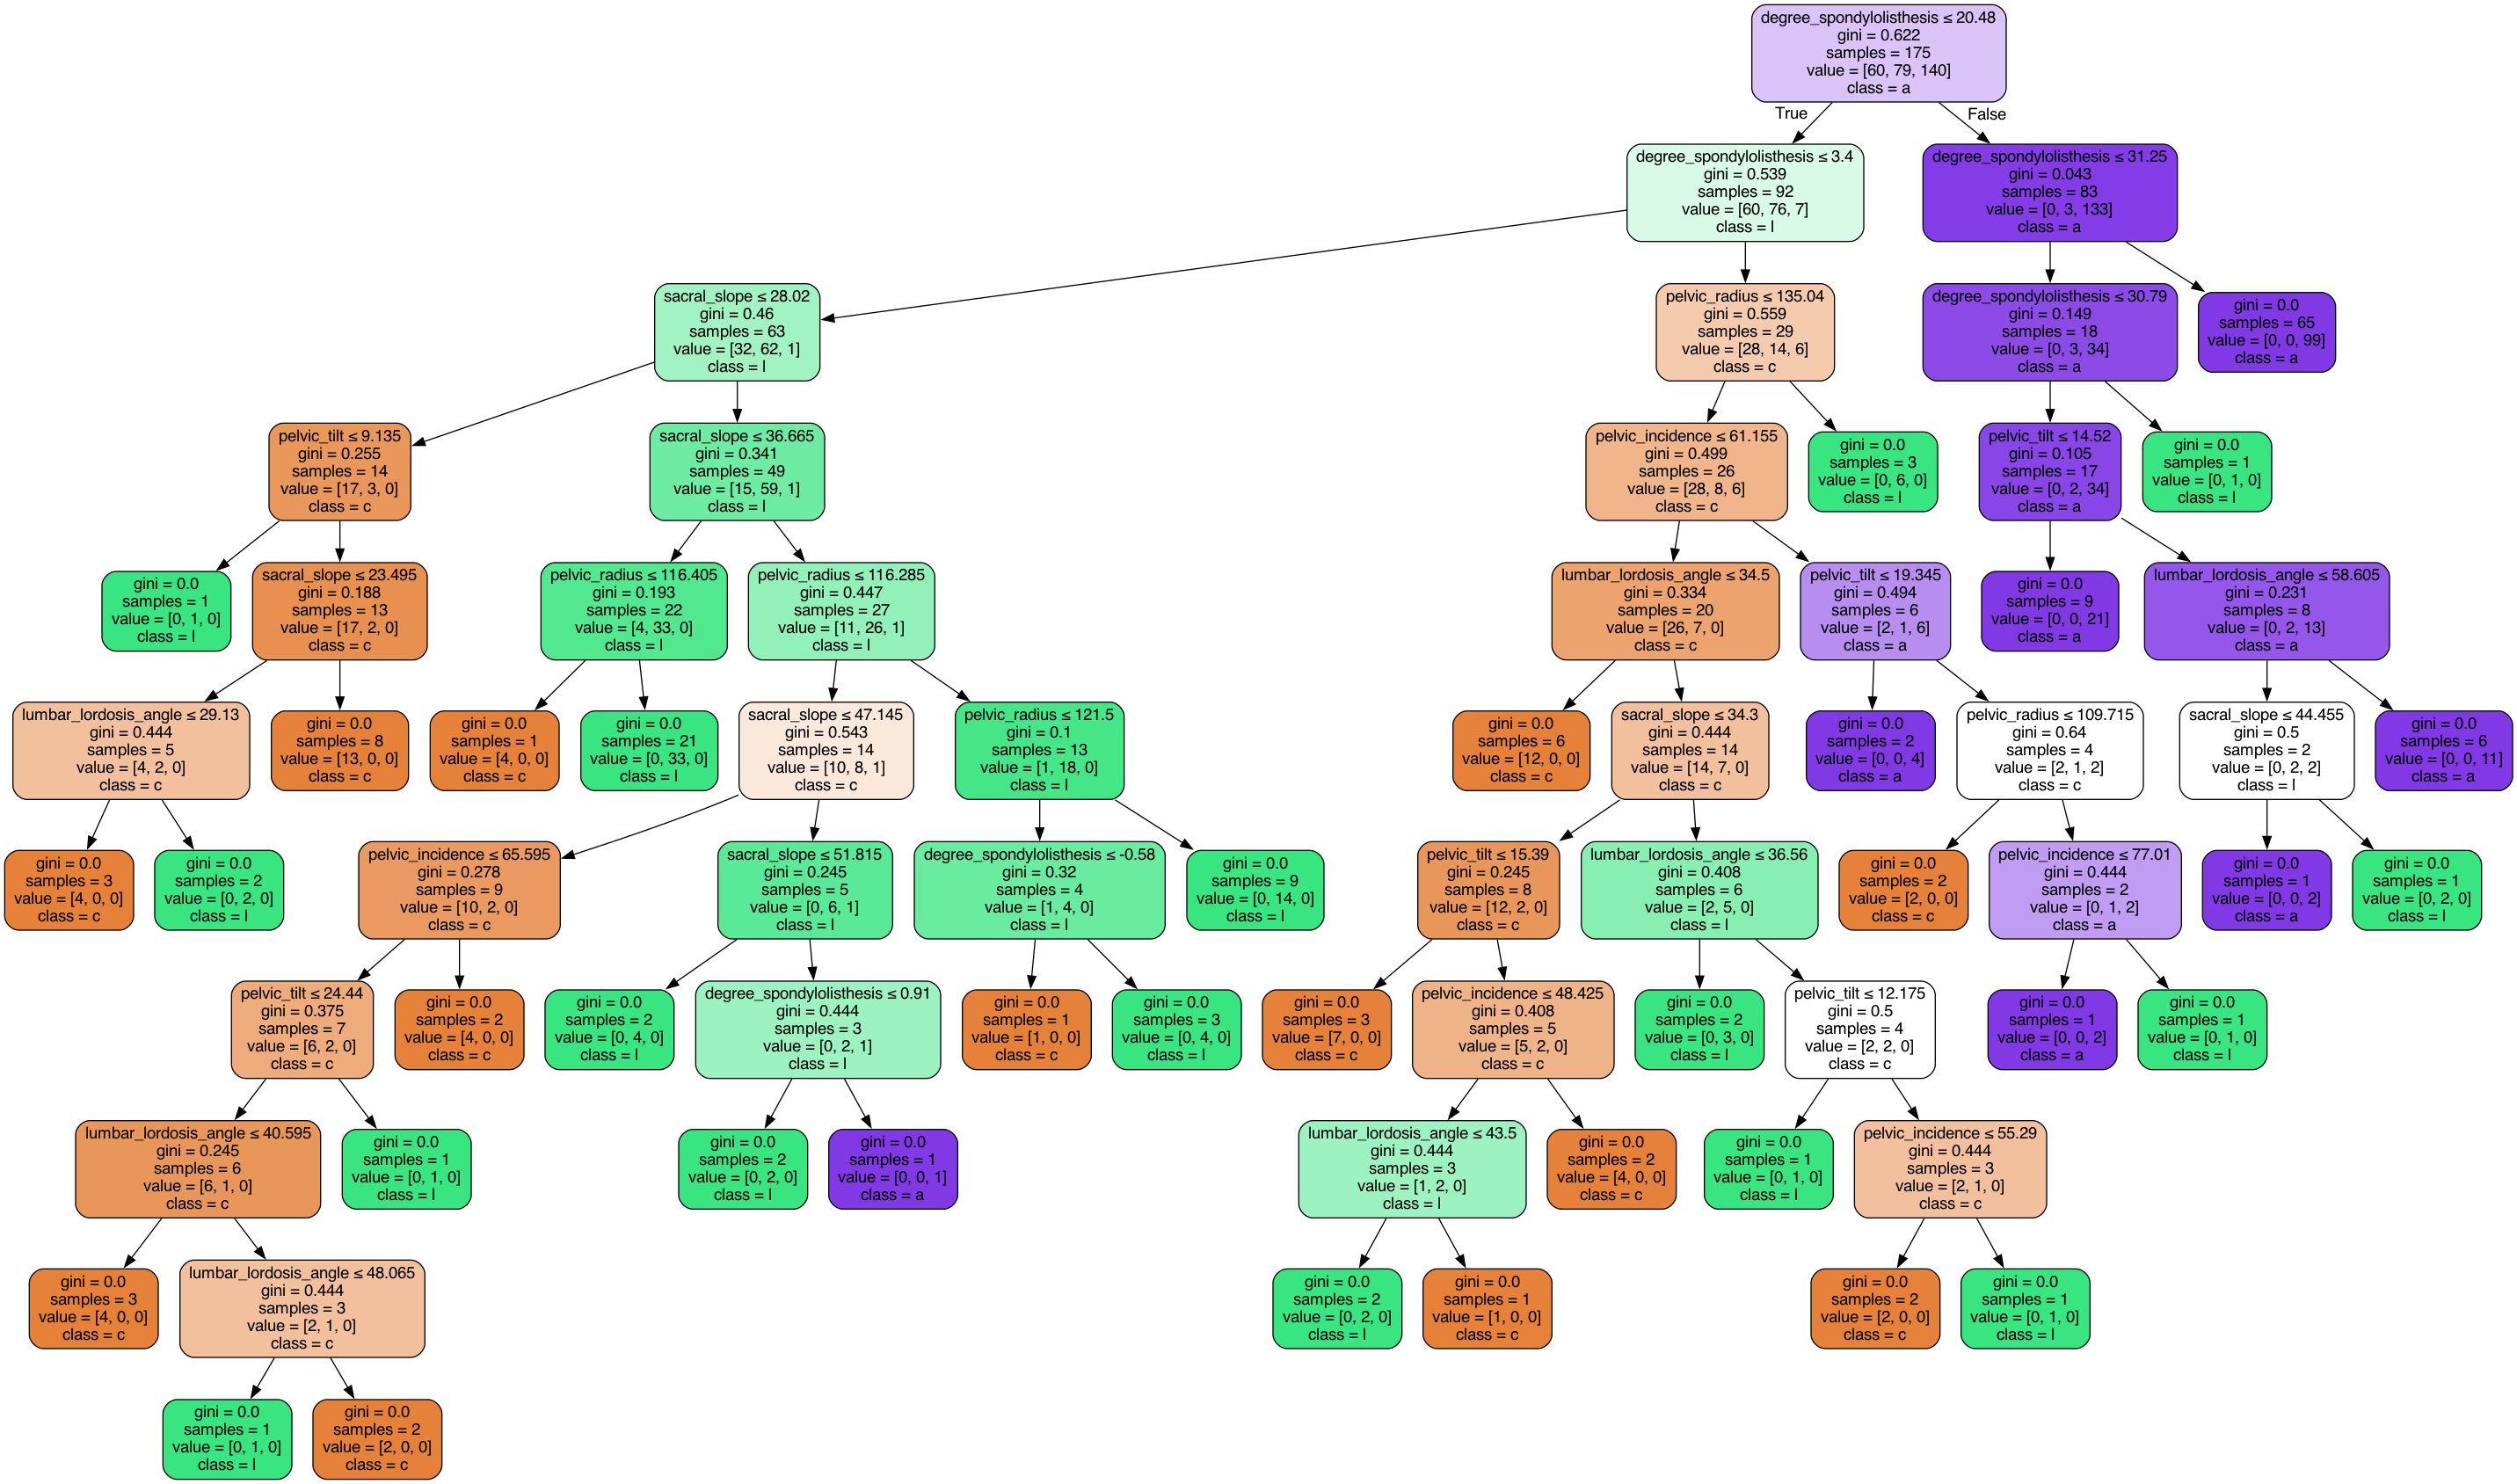 degree_spondylolisthesis ≤ 20.48
gini = 0.622
samples = 175
value = [60, 79, 140]
class = a
True
False
degree_spondylolisthesis ≤ 3.4
gini = 0.539
samples = 92
value = [60, 76, 7]
class = l
degree_spondylolisthesis ≤ 31.25
gini = 0.043
samples = 83
value = [0, 3, 133]
class = a
sacral_slope ≤ 28.02
gini = 0.46
samples = 63
value = [32, 62, 1]
class = l
pelvic_radius ≤ 135.04
gini = 0.559
samples = 29
value = [28, 14, 6]
class = c
degree_spondylolisthesis ≤ 30.79
gini = 0.149
samples = 18
value = [0, 3, 34]
class = a
gini = 0.0
samples = 65
value = [0, 0, 99]
class = a
pelvic_tilt ≤ 9.135
gini = 0.255
samples = 14
value = [17, 3, 0]
class = c
sacral_slope ≤ 36.665
gini = 0.341
samples = 49
value = [15, 59, 1]
class = l
pelvic_incidence ≤ 61.155
gini = 0.499
samples = 26
value = [28, 8, 6]
class = c
gini = 0.0
samples = 3
value = [0, 6, 0]
class = l
pelvic_tilt ≤ 14.52
gini = 0.105
samples = 17
value = [0, 2, 34]
class = a
gini = 0.0
samples = 1
value = [0, 1, 0]
class = l
gini = 0.0
samples = 1
value = [0, 1, 0]
class = l
sacral_slope ≤ 23.495
gini = 0.188
samples = 13
value = [17, 2, 0]
class = c
pelvic_radius ≤ 116.405
gini = 0.193
samples = 22
value = [4, 33, 0]
class = l
pelvic_radius ≤ 116.285
gini = 0.447
samples = 27
value = [11, 26, 1]
class = l
lumbar_lordosis_angle ≤ 34.5
gini = 0.334
samples = 20
value = [26, 7, 0]
class = c
pelvic_tilt ≤ 19.345
gini = 0.494
samples = 6
value = [2, 1, 6]
class = a
gini = 0.0
samples = 9
value = [0, 0, 21]
class = a
lumbar_lordosis_angle ≤ 58.605
gini = 0.231
samples = 8
value = [0, 2, 13]
class = a
lumbar_lordosis_angle ≤ 29.13
gini = 0.444
samples = 5
value = [4, 2, 0]
class = c
gini = 0.0
samples = 8
value = [13, 0, 0]
class = c
gini = 0.0
samples = 1
value = [4, 0, 0]
class = c
gini = 0.0
samples = 21
value = [0, 33, 0]
class = l
sacral_slope ≤ 47.145
gini = 0.543
samples = 14
value = [10, 8, 1]
class = c
pelvic_radius ≤ 121.5
gini = 0.1
samples = 13
value = [1, 18, 0]
class = l
gini = 0.0
samples = 6
value = [12, 0, 0]
class = c
sacral_slope ≤ 34.3
gini = 0.444
samples = 14
value = [14, 7, 0]
class = c
gini = 0.0
samples = 2
value = [0, 0, 4]
class = a
pelvic_radius ≤ 109.715
gini = 0.64
samples = 4
value = [2, 1, 2]
class = c
sacral_slope ≤ 44.455
gini = 0.5
samples = 2
value = [0, 2, 2]
class = l
gini = 0.0
samples = 6
value = [0, 0, 11]
class = a
gini = 0.0
samples = 3
value = [4, 0, 0]
class = c
gini = 0.0
samples = 2
value = [0, 2, 0]
class = l
pelvic_incidence ≤ 65.595
gini = 0.278
samples = 9
value = [10, 2, 0]
class = c
sacral_slope ≤ 51.815
gini = 0.245
samples = 5
value = [0, 6, 1]
class = l
degree_spondylolisthesis ≤ -0.58
gini = 0.32
samples = 4
value = [1, 4, 0]
class = l
gini = 0.0
samples = 9
value = [0, 14, 0]
class = l
pelvic_tilt ≤ 15.39
gini = 0.245
samples = 8
value = [12, 2, 0]
class = c
lumbar_lordosis_angle ≤ 36.56
gini = 0.408
samples = 6
value = [2, 5, 0]
class = l
gini = 0.0
samples = 2
value = [2, 0, 0]
class = c
pelvic_incidence ≤ 77.01
gini = 0.444
samples = 2
value = [0, 1, 2]
class = a
gini = 0.0
samples = 1
value = [0, 0, 2]
class = a
gini = 0.0
samples = 1
value = [0, 2, 0]
class = l
pelvic_tilt ≤ 24.44
gini = 0.375
samples = 7
value = [6, 2, 0]
class = c
gini = 0.0
samples = 2
value = [4, 0, 0]
class = c
gini = 0.0
samples = 2
value = [0, 4, 0]
class = l
degree_spondylolisthesis ≤ 0.91
gini = 0.444
samples = 3
value = [0, 2, 1]
class = l
gini = 0.0
samples = 1
value = [1, 0, 0]
class = c
gini = 0.0
samples = 3
value = [0, 4, 0]
class = l
gini = 0.0
samples = 3
value = [7, 0, 0]
class = c
pelvic_incidence ≤ 48.425
gini = 0.408
samples = 5
value = [5, 2, 0]
class = c
gini = 0.0
samples = 2
value = [0, 3, 0]
class = l
pelvic_tilt ≤ 12.175
gini = 0.5
samples = 4
value = [2, 2, 0]
class = c
gini = 0.0
samples = 1
value = [0, 0, 2]
class = a
gini = 0.0
samples = 1
value = [0, 1, 0]
class = l
lumbar_lordosis_angle ≤ 40.595
gini = 0.245
samples = 6
value = [6, 1, 0]
class = c
gini = 0.0
samples = 1
value = [0, 1, 0]
class = l
gini = 0.0
samples = 2
value = [0, 2, 0]
class = l
gini = 0.0
samples = 1
value = [0, 0, 1]
class = a
lumbar_lordosis_angle ≤ 43.5
gini = 0.444
samples = 3
value = [1, 2, 0]
class = l
gini = 0.0
samples = 2
value = [4, 0, 0]
class = c
gini = 0.0
samples = 1
value = [0, 1, 0]
class = l
pelvic_incidence ≤ 55.29
gini = 0.444
samples = 3
value = [2, 1, 0]
class = c
gini = 0.0
samples = 3
value = [4, 0, 0]
class = c
lumbar_lordosis_angle ≤ 48.065
gini = 0.444
samples = 3
value = [2, 1, 0]
class = c
gini = 0.0
samples = 2
value = [0, 2, 0]
class = l
gini = 0.0
samples = 1
value = [1, 0, 0]
class = c
gini = 0.0
samples = 2
value = [2, 0, 0]
class = c
gini = 0.0
samples = 1
value = [0, 1, 0]
class = l
gini = 0.0
samples = 1
value = [0, 1, 0]
class = l
gini = 0.0
samples = 2
value = [2, 0, 0]
class = c